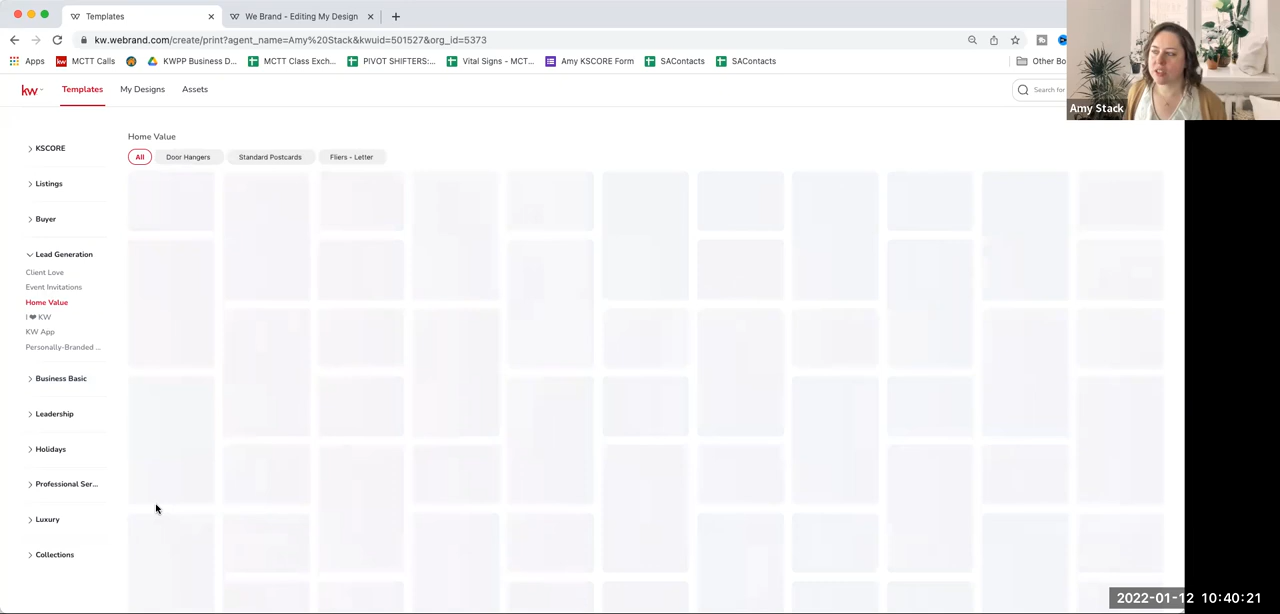 Templates
We Brand - Editing My Design
kw.webrand.com/create/print?agent_name=Amy%20Stack&kwuid=501527&org_id=5373
Apps
MCTT Calls
KWPP Business D...
MCTT Class Exch...
PIVOT SHIFTERS:...
Vital Signs - MCT...
Amy KSCORE Form
SAContacts
SAContacts
Other Bo
kw
Templates
My Designs
Assets
Search for
Amy Stack
Home Value
All
Door Hangers
Standard Postcards
Fliers - Letter
KSCORE
Listings
Buyer
Lead Generation
Client Love
Event Invitations
Home Value
I ❤ KW
KW App
Personally-Branded ...
Business Basic
Leadership
Holidays
Professional Ser...
Luxury
Collections
2022-01-12 10:40:21